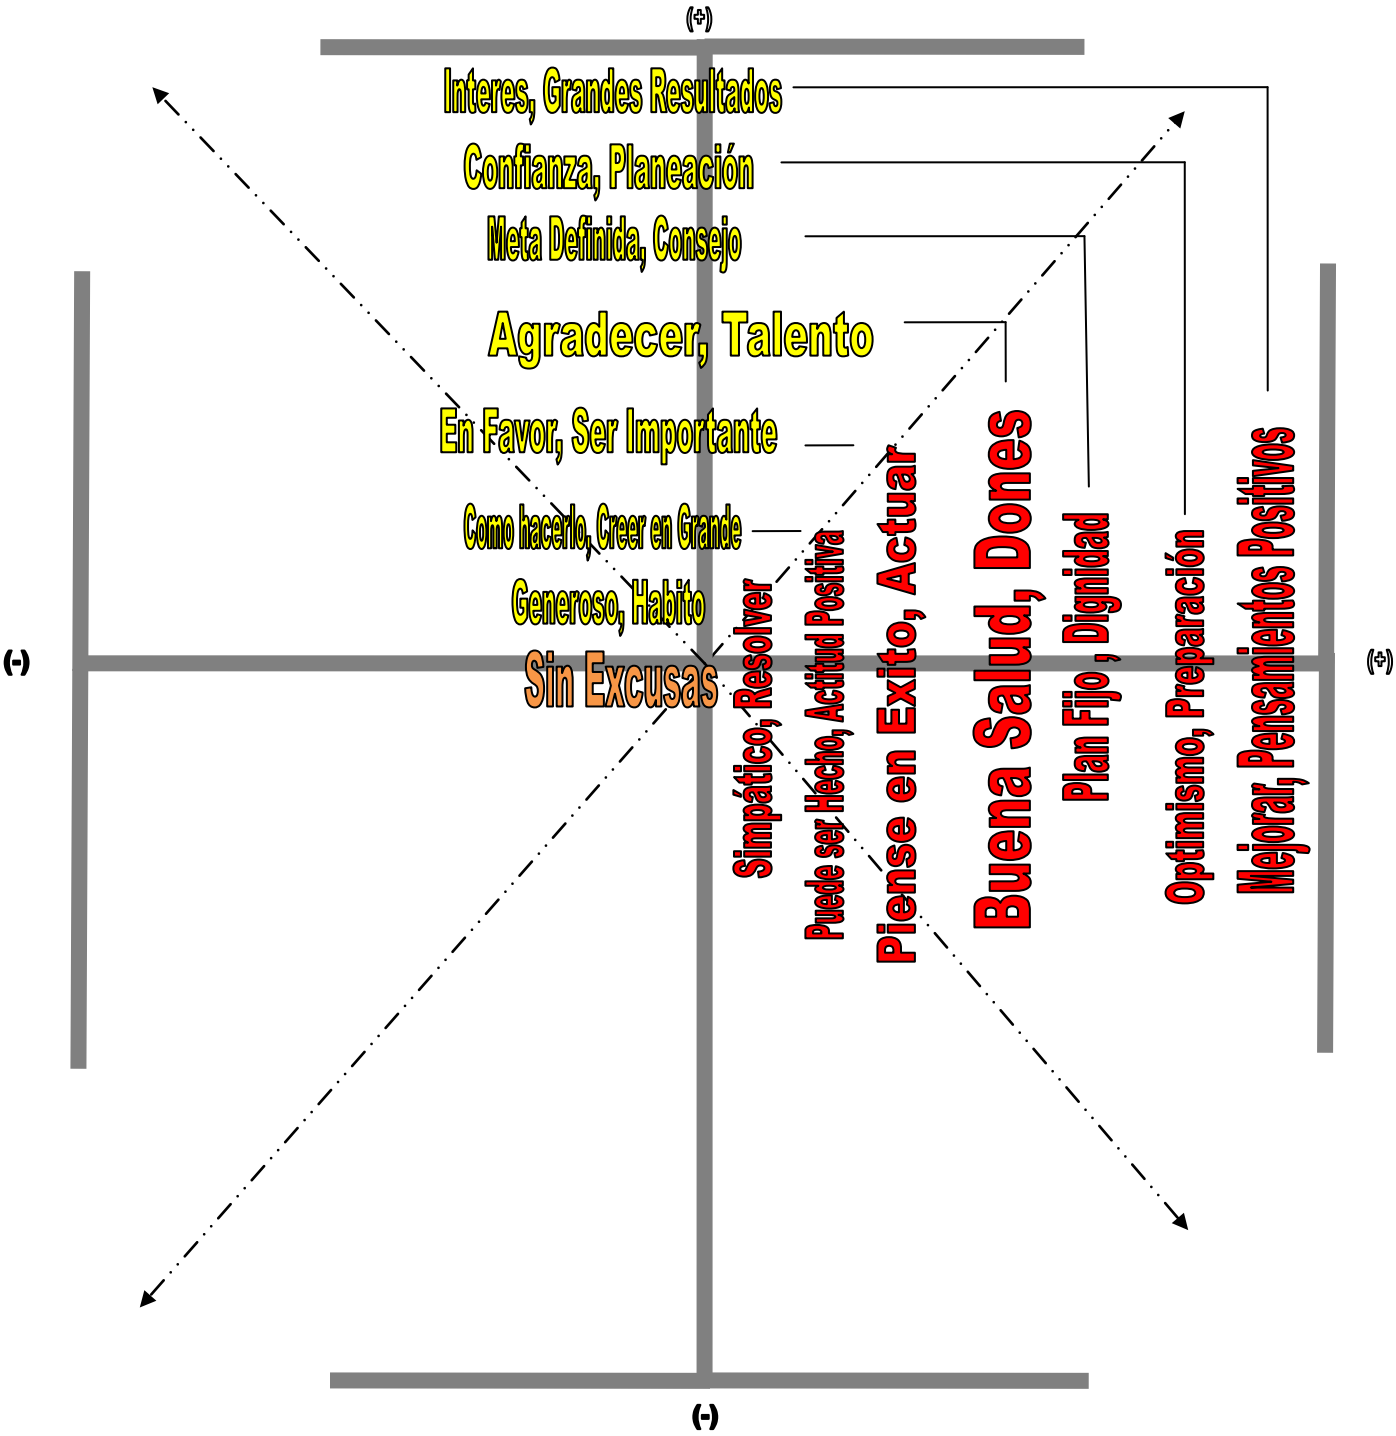 (+)
Interes, Grandes Resultados
Confianza, Planeación
Meta Definida, Consejo
Agradecer, Talento
En Favor, Ser Importante
Como hacerlo, Creer en Grande
Generoso, Habito
Sin Excusas
(-)
(+)
Simpático, Resolver
Puede ser Hecho, Actitud Positiva
Piense en Exito, Actuar
Buena Salud, Dones
Plan Fijo , Dignidad
Optimismo, Preparación
Mejorar, Pensamientos Positivos
(-)